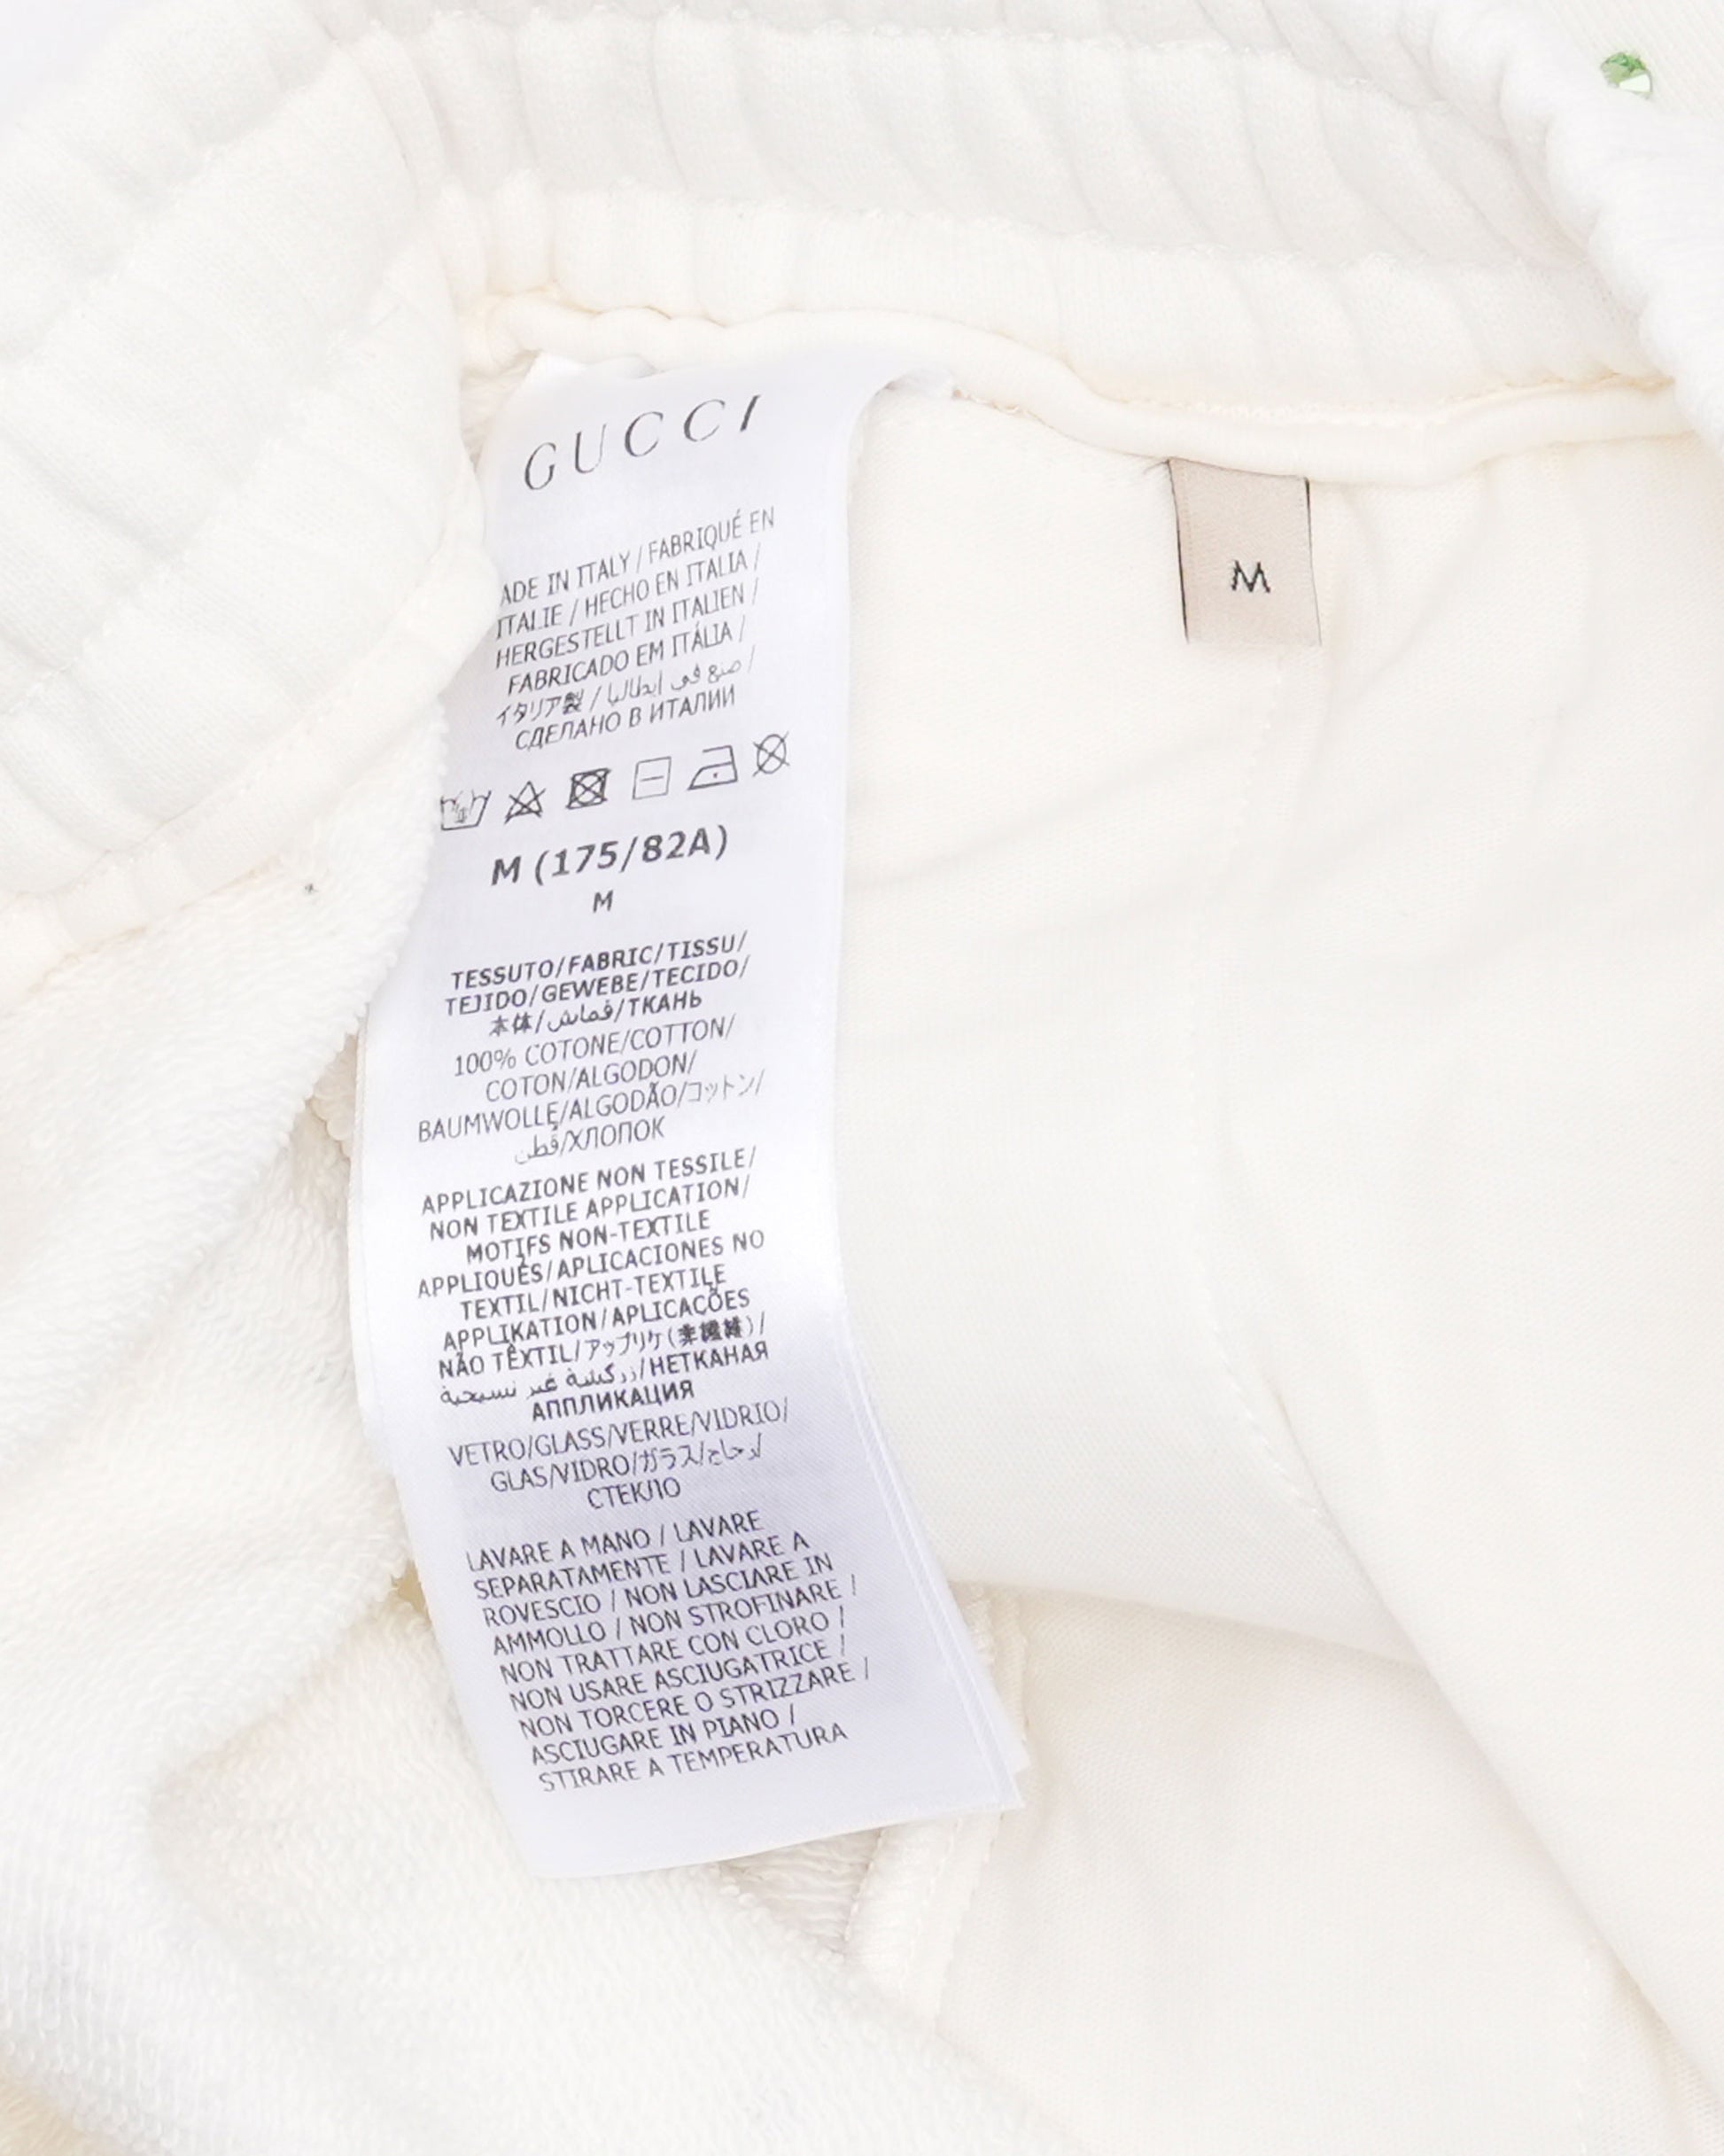 GUCCI
ADE IN ITALY / FABRIQUÉ EN
ITALIE / HECHO EN ITALIA /
HERGESTELLT IN ITALIEN /
FABRICADO EM ITÁLIA /
イタリア製 / صنع في إيطاليا /
СДЕЛАНО В ИТАЛИИ
M (175/82A)
M
TESSUTO/FABRIC/TISSU/
TEJIDO/GEWEBE/TECIDO/
本体/قماش/ТКАНЬ
100% COTONE/COTTON/
COTON/ALGODON/
BAUMWOLLE/ALGODÃO/コットン/
قطن/ХЛОПОК
APPLICAZIONE NON TESSILE/
NON TEXTILE APPLICATION/
MOTIFS NON-TEXTILE
APPLIQUÉS/APLICACIONES NO
TEXTIL/NICHT-TEXTILE
APPLIKATION/APLICAÇÕES
NÃO TÊXTIL/アップリケ(非繊維)/
زركشة غير نسيجية/НЕТКАНАЯ
АППЛИКАЦИЯ
VETRO/GLASS/VERRE/VIDRIO/
GLAS/VIDRO/ガラス/زجاج/
СТЕКЛО
LAVARE A MANO / LAVARE
SEPARATAMENTE / LAVARE A
ROVESCIO / NON LASCIARE IN
AMMOLLO / NON STROFINARE /
NON TRATTARE CON CLORO /
NON USARE ASCIUGATRICE /
NON TORCERE O STRIZZARE /
ASCIUGARE IN PIANO /
STIRARE A TEMPERATURA
M